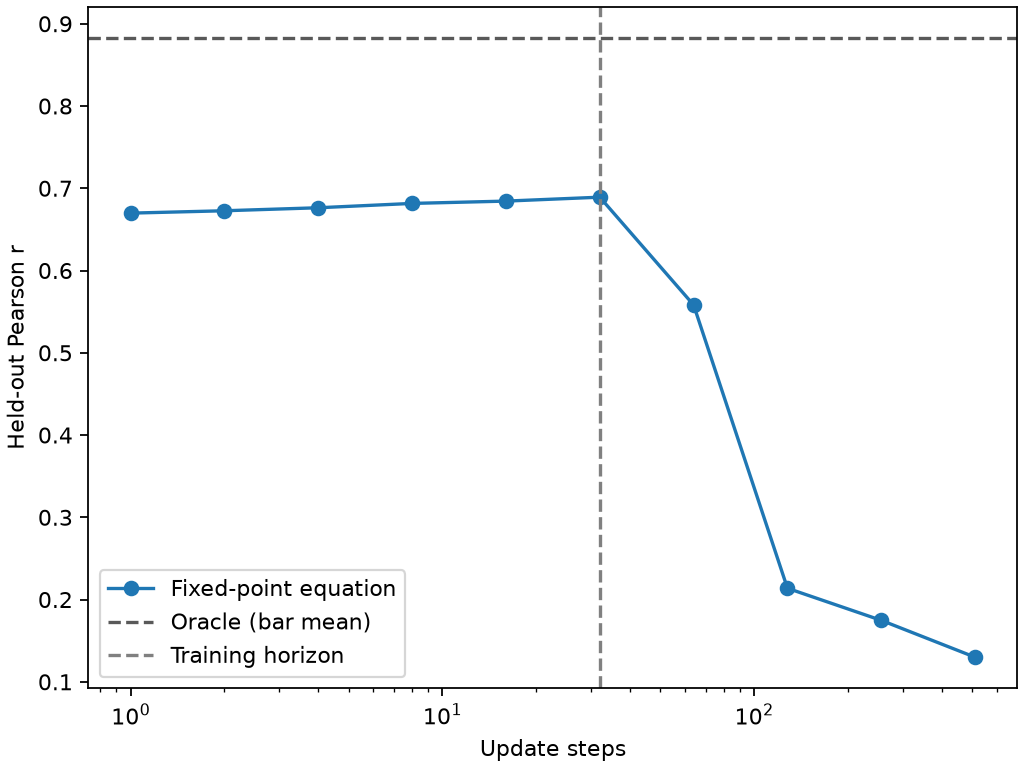 0.9
0.8
0.7
0.6
0.5
0.4
0.3
0.2
0.1
Held-out Pearson r
Fixed-point equation
Oracle (bar mean)
Training horizon
10⁰
10¹
10²
Update steps